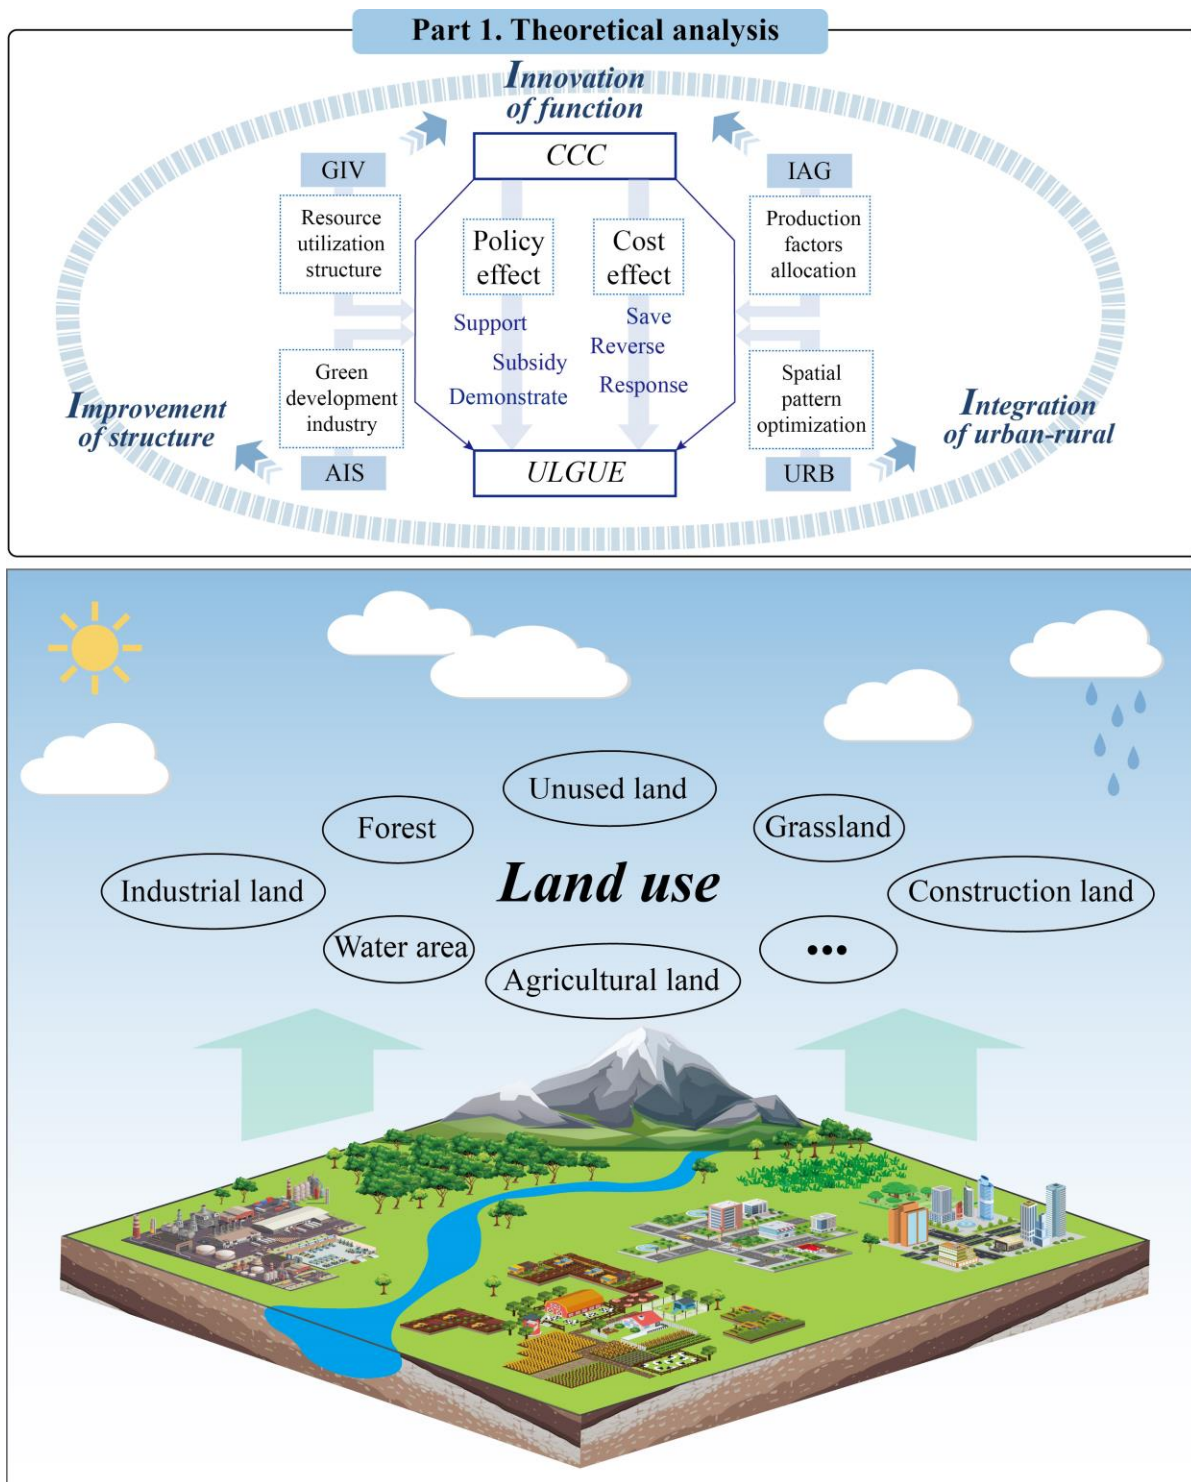 Part 1. Theoretical analysis
Innovation
of function
CCC
GIV
IAG
Resource
utilization
structure
Policy
effect
Cost
effect
Production
factors
allocation
Support
Subsidy
Demonstrate
Save
Reverse
Response
Green
development
industry
Spatial
pattern
optimization
Improvement
of structure
Integration
of urban-rural
AIS
ULGUE
URB
Unused land
Forest
Grassland
Industrial land
Land use
Construction land
Water area
•••
Agricultural land